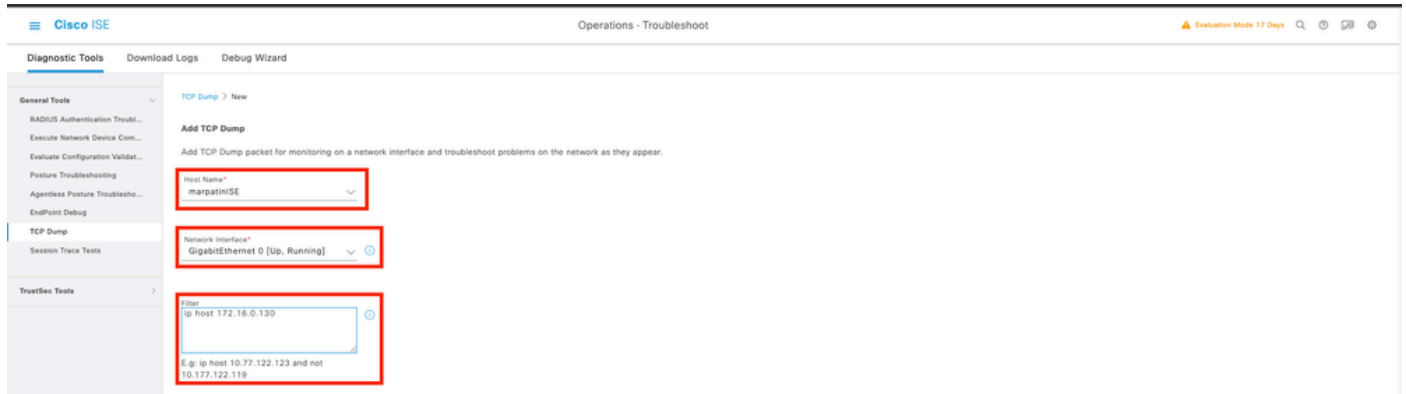 Cisco ISE
Operations - Troubleshoot
Evaluation Mode 17 Days
Diagnostic Tools
Download Logs
Debug Wizard
General Tools
RADIUS Authentication Troubl...
Execute Network Device Com...
Evaluate Configuration Validat...
Posture Troubleshooting
Agentless Posture Troublesho...
EndPoint Debug
TCP Dump
Session Trace Tests
TrustSec Tools
TCP Dump > New
Add TCP Dump
Add TCP Dump packet for monitoring on a network interface and troubleshoot problems on the network as they appear.
Host Name*
marpatinISE
Network Interface*
GigabitEthernet 0 [Up, Running]
Filter
ip host 172.16.0.130
E.g: ip host 10.77.122.123 and not
10.177.122.119